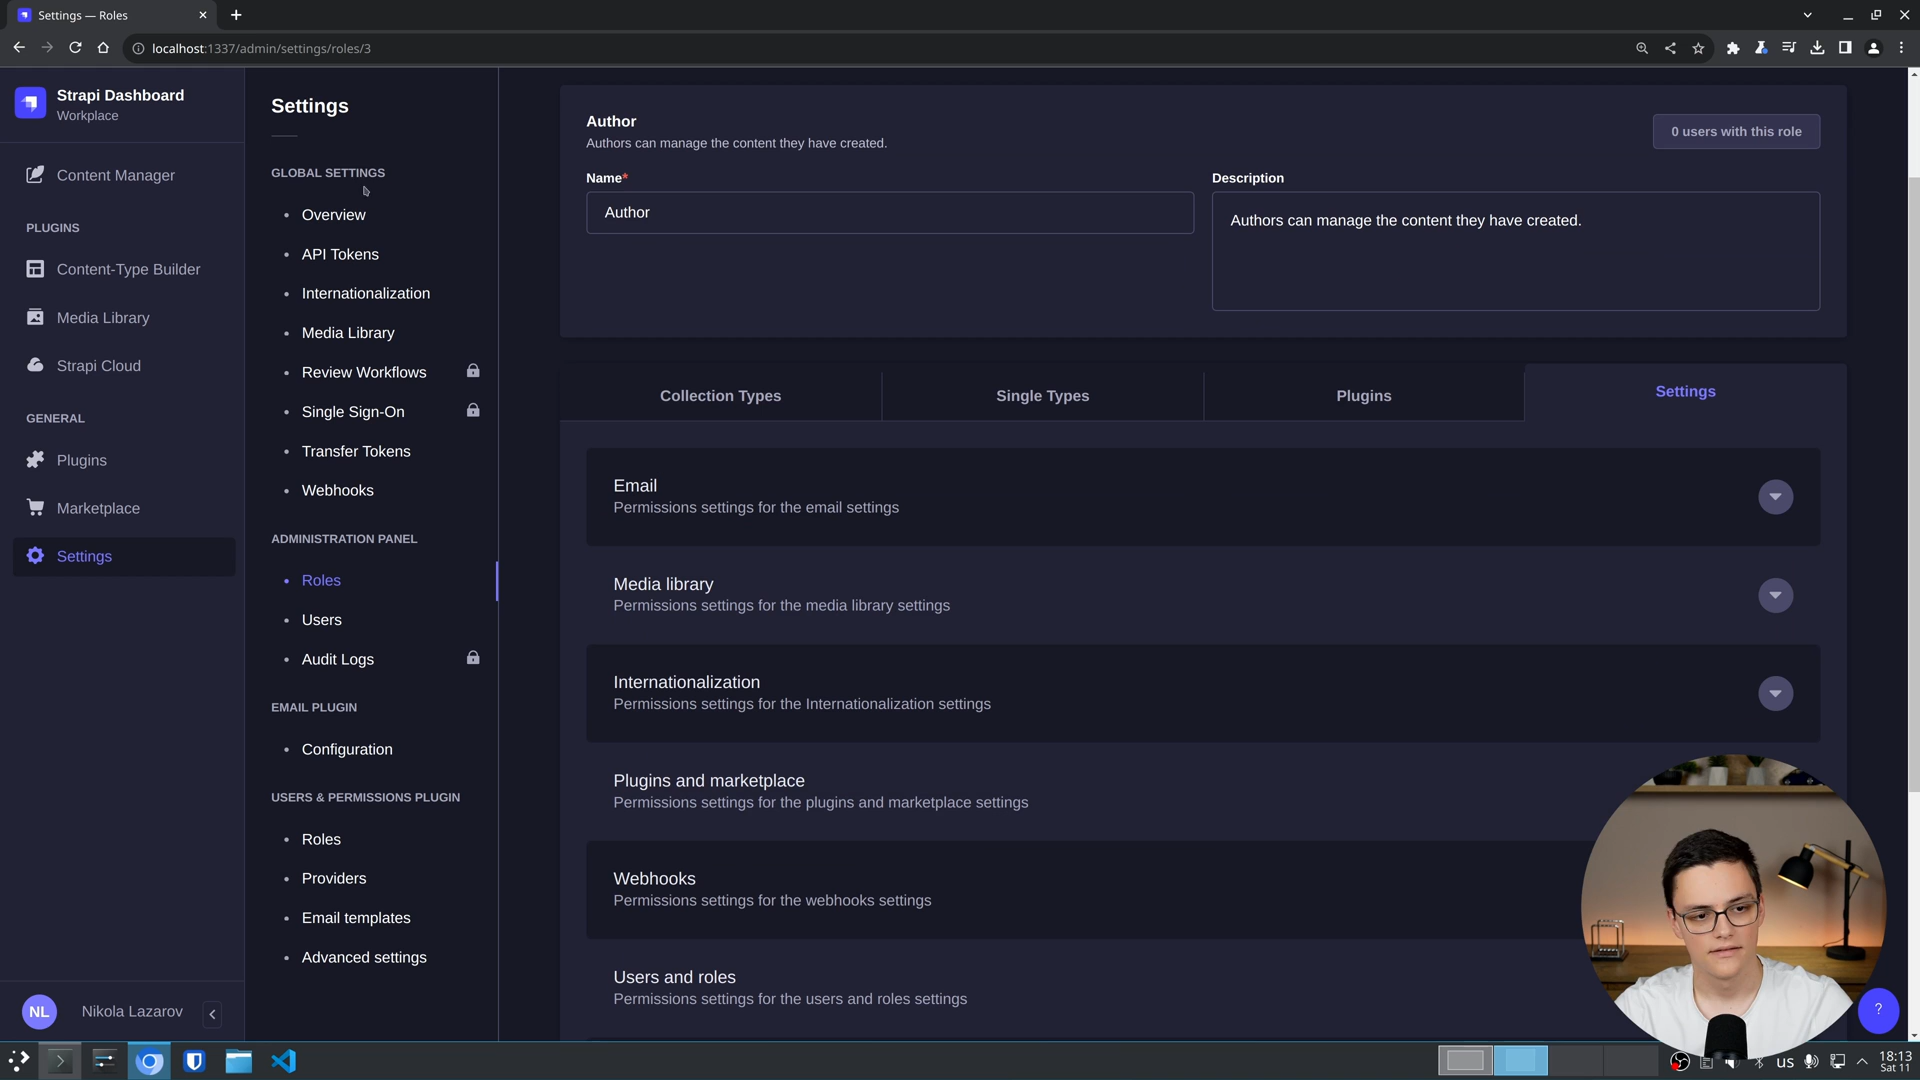 Settings — Roles
localhost:1337/admin/settings/roles/3
Strapi Dashboard
Workplace
Content Manager
PLUGINS
Content-Type Builder
Media Library
Strapi Cloud
GENERAL
Plugins
Marketplace
Settings
NL
Nikola Lazarov
Settings
GLOBAL SETTINGS
Overview
API Tokens
Internationalization
Media Library
Review Workflows
Single Sign-On
Transfer Tokens
Webhooks
ADMINISTRATION PANEL
Roles
Users
Audit Logs
EMAIL PLUGIN
Configuration
USERS & PERMISSIONS PLUGIN
Roles
Providers
Email templates
Advanced settings
Author
Authors can manage the content they have created.
0 users with this role
Name*
Author
Description
Authors can manage the content they have created.
Collection Types
Single Types
Plugins
Settings
Email
Permissions settings for the email settings
Media library
Permissions settings for the media library settings
Internationalization
Permissions settings for the Internationalization settings
Plugins and marketplace
Permissions settings for the plugins and marketplace settings
Webhooks
Permissions settings for the webhooks settings
Users and roles
Permissions settings for the users and roles settings
?
US
18:13
Sat 11